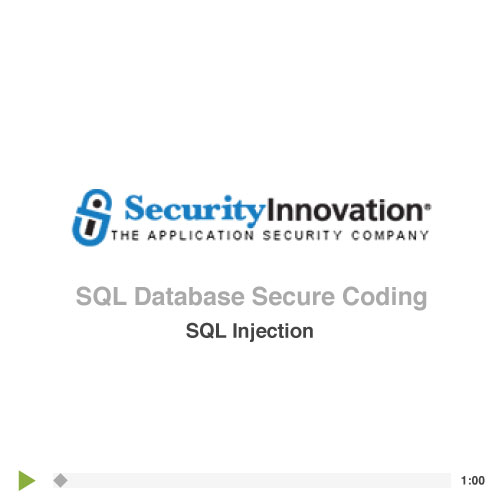 SecurityInnovation®
THE APPLICATION SECURITY COMPANY
SQL Database Secure Coding
SQL Injection
1:00